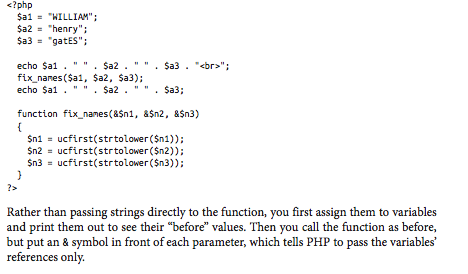 <?php
$a1 = "WILLIAM";
$a2 = "henry";
$a3 = "gatES";
echo $a1 . " " . $a2 . " " . $a3 . "<br>";
fix_names($a1, $a2, $a3);
echo $a1 . " " . $a2 . " " . $a3;
function fix_names(&$n1, &$n2, &$n3)
{
$n1 = ucfirst(strtolower($n1));
$n2 = ucfirst(strtolower($n2));
$n3 = ucfirst(strtolower($n3));
}
?>
Rather than passing strings directly to the function, you first assign them to variables
and print them out to see their “before” values. Then you call the function as before,
but put an & symbol in front of each parameter, which tells PHP to pass the variables’
references only.